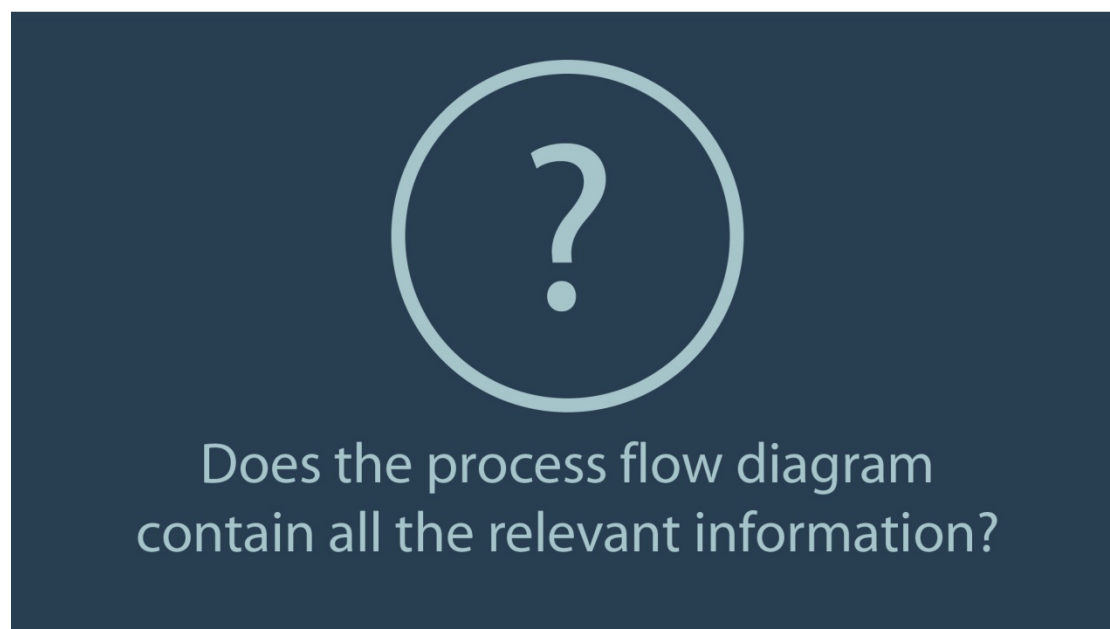 ?
Does the process flow diagram
contain all the relevant information?